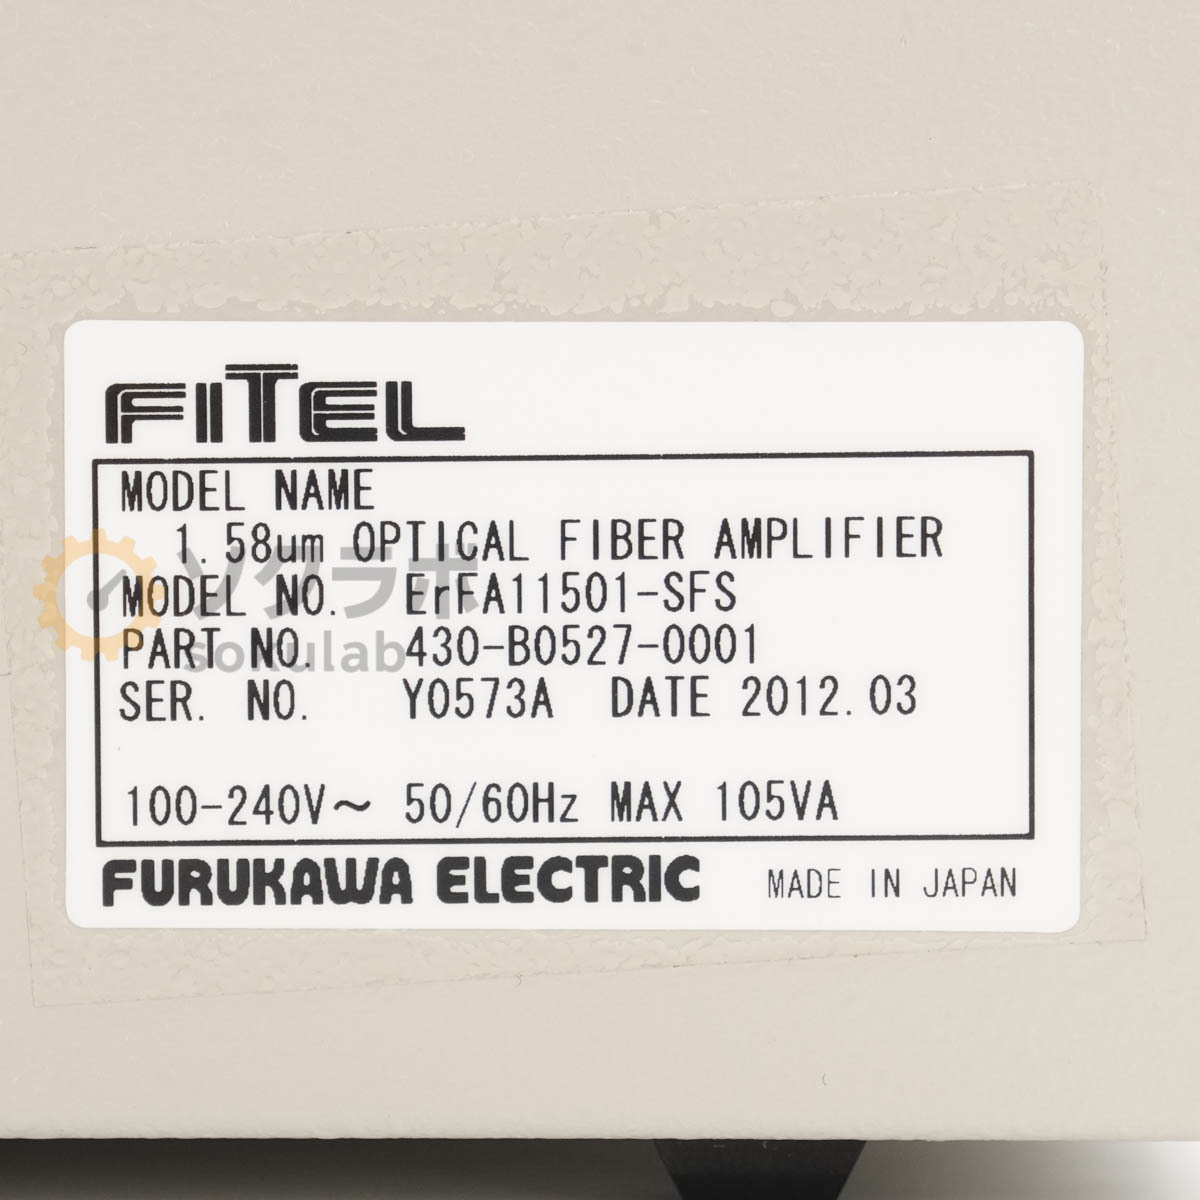 FITEL
MODEL NAME
1.58um OPTICAL FIBER AMPLIFIER
MODEL NO. ErFA11501-SFS
PART NO. 430-B0527-0001
SER. NO. Y0573A DATE 2012.03
100-240V～ 50/60Hz MAX 105VA
FURUKAWA ELECTRIC MADE IN JAPAN
ソクラボ
sokulab